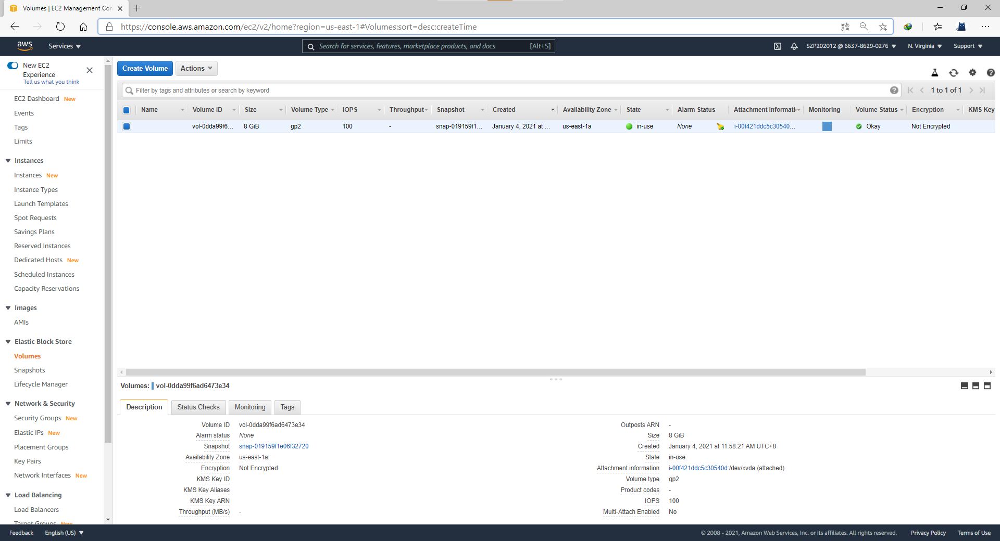 Volumes | EC2 Management Con
https://console.aws.amazon.com/ec2/v2/home?region=us-east-1#Volumes:sort=desc:createTime
aws Services Search for services, features, marketplace products, and docs [Alt+S] SZP202012 @ 6637-8629-0276 N. Virginia Support
New EC2
Experience
Tell us what you think
EC2 Dashboard New
Events
Tags
Limits
Instances
Instances New
Instance Types
Launch Templates
Spot Requests
Savings Plans
Reserved Instances
Dedicated Hosts New
Scheduled Instances
Capacity Reservations
Images
AMIs
Elastic Block Store
Volumes
Snapshots
Lifecycle Manager
Network & Security
Security Groups New
Elastic IPs New
Placement Groups
Key Pairs
Network Interfaces New
Load Balancing
Load Balancers
Target Groups New
Create Volume Actions
Filter by tags and attributes or search by keyword 1 to 1 of 1
Name Volume ID Size Volume Type IOPS Throughput Snapshot Created Availability Zone State Alarm Status Attachment Informati Monitoring Volume Status Encryption KMS Key
vol-0dda99f6... 8 GiB gp2 100 - snap-019159f1... January 4, 2021 at ... us-east-1a in-use None i-00f421ddc5c30540... Okay Not Encrypted
Volumes: vol-0dda99f6ad6473e34
Description Status Checks Monitoring Tags
Volume ID vol-0dda99f6ad6473e34
Alarm status None
Snapshot snap-019159f1e06f32720
Availability Zone us-east-1a
Encryption Not Encrypted
KMS Key ID
KMS Key Aliases
KMS Key ARN
Throughput (MB/s) -
Outposts ARN -
Size 8 GiB
Created January 4, 2021 at 11:58:21 AM UTC+8
State in-use
Attachment information i-00f421ddc5c30540d:/dev/xvda (attached)
Volume type gp2
Product codes -
IOPS 100
Multi-Attach Enabled No
Feedback English (US) © 2008 - 2021, Amazon Web Services, Inc. or its affiliates. All rights reserved. Privacy Policy Terms of Use